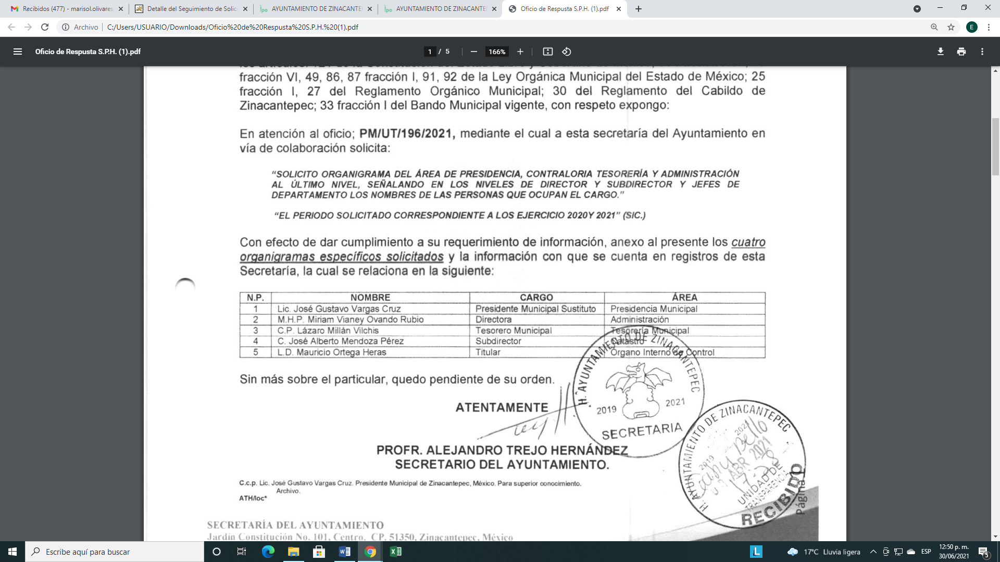 Recibidos (477) - marisol.olivares
Detalle del Seguimiento de Solici
ipo AYUNTAMIENTO DE ZINACANTE
ipo AYUNTAMIENTO DE ZINACANTE
Oficio de Respusta S.P.H. (1).pdf
Archivo
C:/Users/USUARIO/Downloads/Oficio%20de%20Respusta%20S.P.H.%20(1).pdf
E
Oficio de Respusta S.P.H. (1).pdf
1 / 5
166%
fracción VI, 49, 86, 87 fracción I, 91, 92 de la Ley Orgánica Municipal del Estado de México; 25
fracción I, 27 del Reglamento Orgánico Municipal; 30 del Reglamento del Cabildo de
Zinacantepec; 33 fracción I del Bando Municipal vigente, con respeto expongo:
En atención al oficio; PM/UT/196/2021, mediante el cual a esta secretaría del Ayuntamiento en
vía de colaboración solicita:
“SOLICITO ORGANIGRAMA DEL ÁREA DE PRESIDENCIA, CONTRALORIA TESORERÍA Y ADMINISTRACIÓN
AL ÚLTIMO NIVEL, SEÑALANDO EN LOS NIVELES DE DIRECTOR Y SUBDIRECTOR Y JEFES DE
DEPARTAMENTO LOS NOMBRES DE LAS PERSONAS QUE OCUPAN EL CARGO.”
“EL PERIODO SOLICITADO CORRESPONDIENTE A LOS EJERCICIO 2020Y 2021” (SIC.)
Con efecto de dar cumplimiento a su requerimiento de información, anexo al presente los cuatro
organigramas específicos solicitados y la información con que se cuenta en registros de esta
Secretaría, la cual se relaciona en la siguiente:
N.P. NOMBRE CARGO ÁREA
1 Lic. José Gustavo Vargas Cruz Presidente Municipal Sustituto Presidencia Municipal
2 M.H.P. Miriam Vianey Ovando Rubio Directora Administración
3 C.P. Lázaro Millán Vilchis Tesorero Municipal Tesorería Municipal
4 C. José Alberto Mendoza Pérez Subdirector Catastro
5 L.D. Mauricio Ortega Heras Titular Órgano Interno de Control
Sin más sobre el particular, quedo pendiente de su orden.
ATENTAMENTE
H. AYUNTAMIENTO DE ZINACANTEPEC
2019 2021
SECRETARIA
PROFR. ALEJANDRO TREJO HERNÁNDEZ
SECRETARIO DEL AYUNTAMIENTO.
H. AYUNTAMIENTO DE ZINACANTEPEC
2019 2021
ABR 2021
UNIDAD DE
TRANSPARENCIA
RECIBIDO
Página
C.c.p. Lic. José Gustavo Vargas Cruz. Presidente Municipal de Zinacantepec, México. Para superior conocimiento.
Archivo.
ATH/loc*
SECRETARÍA DEL AYUNTAMIENTO
Jardín Constitución No. 101, Centro, CP. 51350, Zinacantepec, México
Escribe aquí para buscar
L
17°C Lluvia ligera
ESP
12:50 p. m.
30/06/2021
5